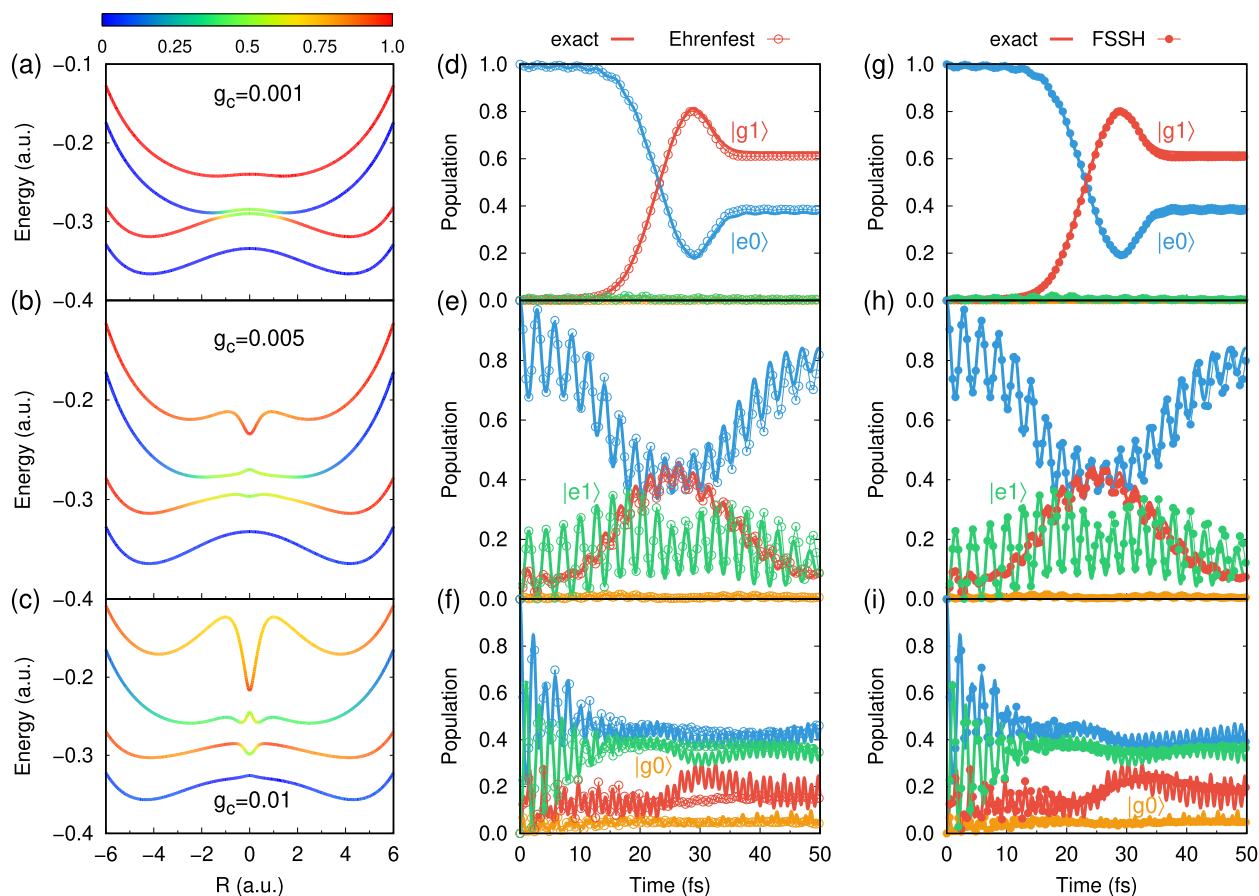 0 0.25 0.5 0.75 1.0
exact Ehrenfest
exact FSSH
(a) −0.1 −0.2 −0.3 −0.4
Energy (a.u.)
g_c=0.001
(b) −0.2 −0.3 −0.4
Energy (a.u.)
g_c=0.005
(c) −0.2 −0.3 −0.4
Energy (a.u.)
g_c=0.01
−6 −4 −2 0 2 4 6
R (a.u.)
(d) 1.0 0.8 0.6 0.4 0.2 0.0
Population
|g1⟩
|e0⟩
(e) 0.8 0.6 0.4 0.2 0.0
Population
|e1⟩
(f) 0.8 0.6 0.4 0.2 0.0
Population
|g0⟩
0 10 20 30 40 50
Time (fs)
(g) 1.0 0.8 0.6 0.4 0.2 0.0
Population
|g1⟩
|e0⟩
(h) 0.8 0.6 0.4 0.2 0.0
Population
|e1⟩
(i) 0.8 0.6 0.4 0.2 0.0
Population
|g0⟩
0 10 20 30 40 50
Time (fs)